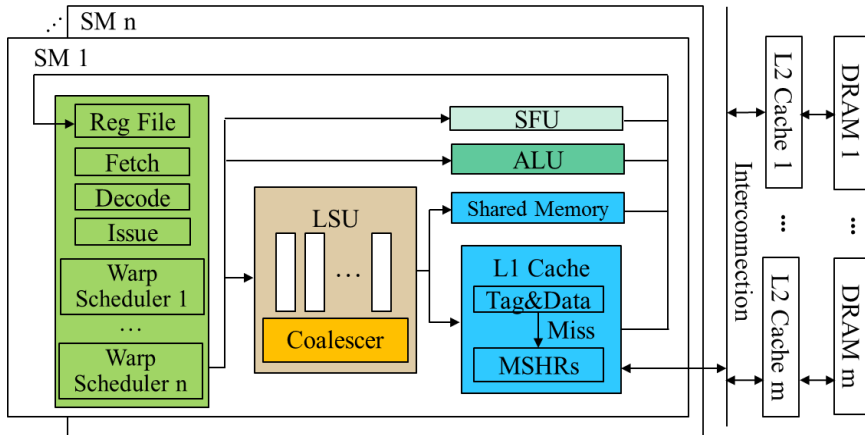 SM n
SM 1
Reg File
Fetch
Decode
Issue
Warp
Scheduler 1
...
Warp
Scheduler n
LSU
...
Coalescer
SFU
ALU
Shared Memory
L1 Cache
Tag&Data
Miss
MSHRs
Interconnection
L2 Cache 1
...
L2 Cache m
DRAM 1
...
DRAM m